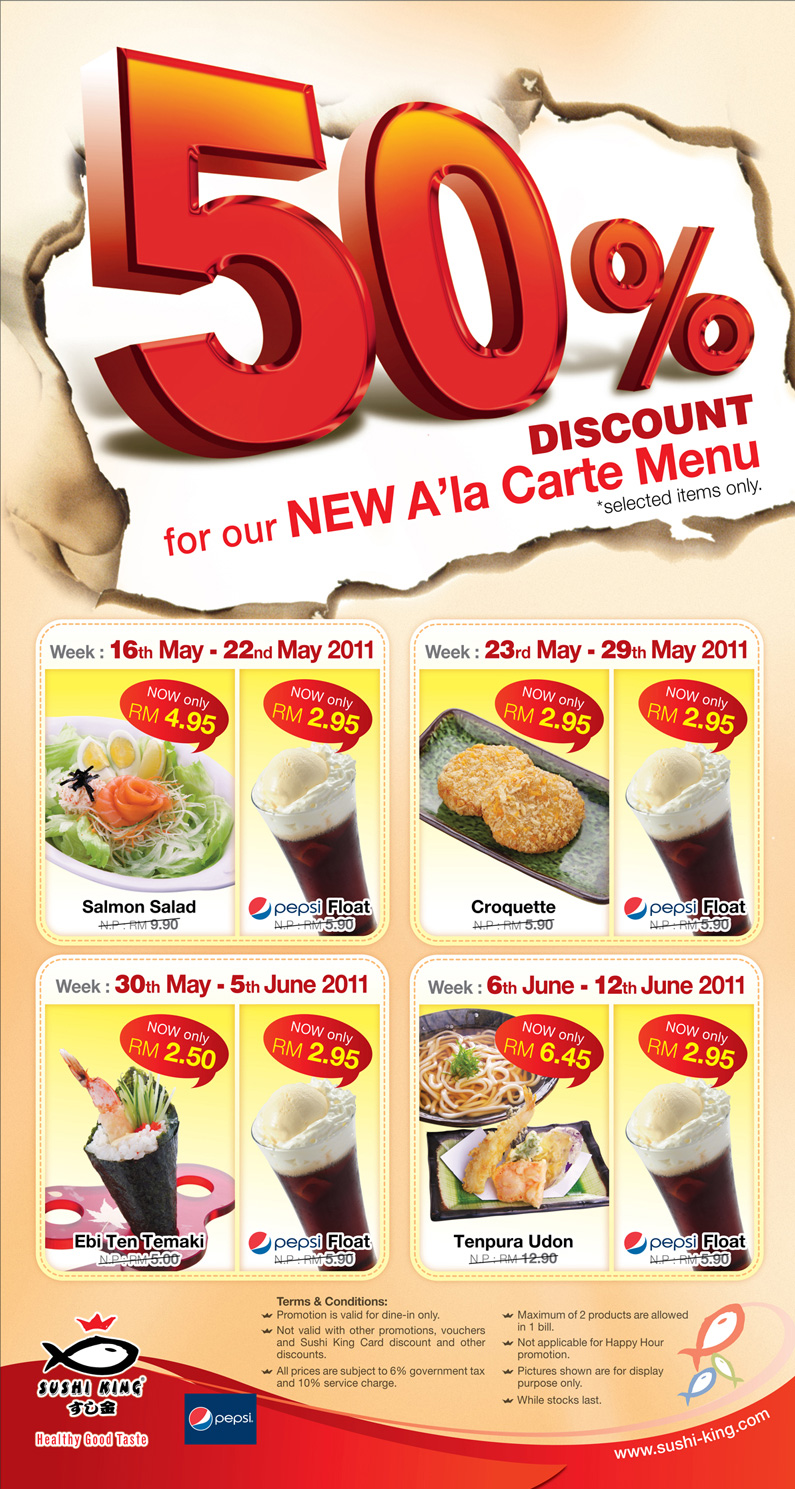 50%
DISCOUNT
for our NEW A'la Carte Menu
*selected items only.
Week : 16th May - 22nd May 2011
NOW only
RM 4.95
Salmon Salad
N.P : RM 9.90
NOW only
RM 2.95
pepsi Float
N.P : RM 5.90
Week : 23rd May - 29th May 2011
NOW only
RM 2.95
Croquette
N.P : RM 5.90
NOW only
RM 2.95
pepsi Float
N.P : RM 5.90
Week : 30th May - 5th June 2011
NOW only
RM 2.50
Ebi Ten Temaki
N.P : RM 5.00
NOW only
RM 2.95
pepsi Float
N.P : RM 5.90
Week : 6th June - 12th June 2011
NOW only
RM 6.45
Tenpura Udon
N.P : RM 12.90
NOW only
RM 2.95
pepsi Float
N.P : RM 5.90
Terms & Conditions:
Promotion is valid for dine-in only.
Not valid with other promotions, vouchers
and Sushi King Card discount and other
discounts.
All prices are subject to 6% government tax
and 10% service charge.
Maximum of 2 products are allowed
in 1 bill.
Not applicable for Happy Hour
promotion.
Pictures shown are for display
purpose only.
While stocks last.
SUSHI KING®
すし金
Healthy Good Taste
pepsi.
www.sushi-king.com